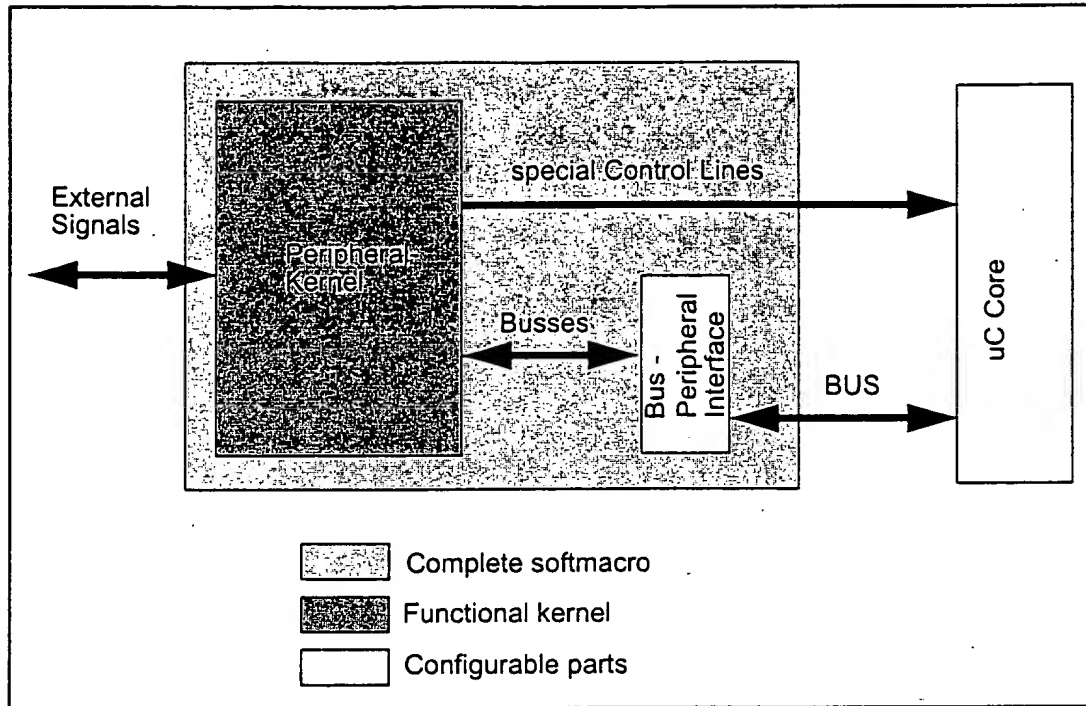 External
Signals
Peripheral-
Kernel
special Control Lines
Busses
Bus -
Peripheral
Interface
BUS
uC Core
Complete softmacro
Functional kernel
Configurable parts